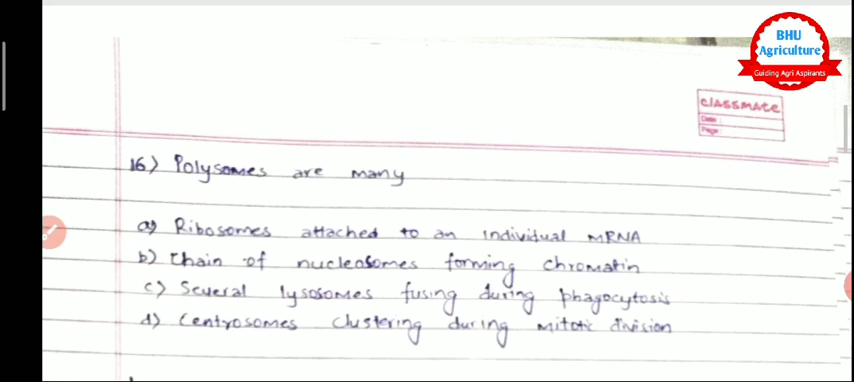 BHU
Agriculture
Guiding Agri Aspirants
classmate
Date :
Page :
16) Polysomes are many
a) Ribosomes attached to an individual mRNA
b) Chain of nucleosomes forming chromatin
c) Several lysosomes fusing during phagocytosis
d) Centrosomes clustering during mitotic division